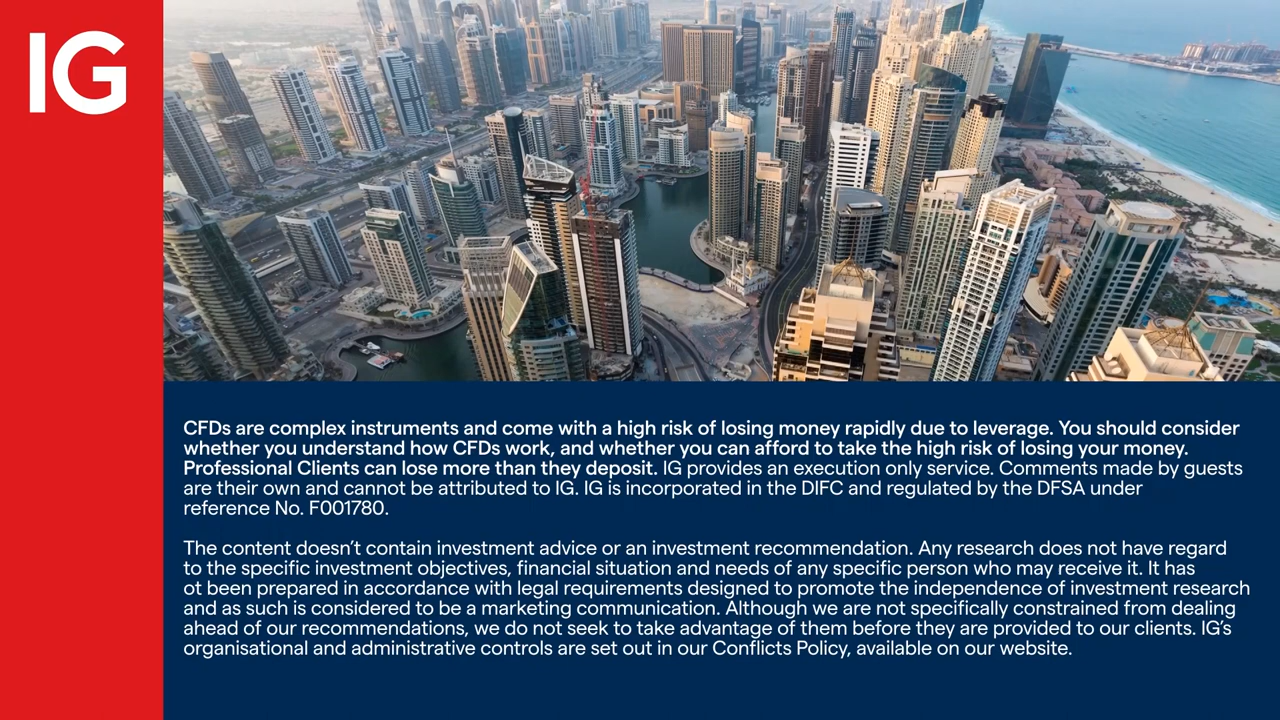 IG
CFDs are complex instruments and come with a high risk of losing money rapidly due to leverage. You should consider
whether you understand how CFDs work, and whether you can afford to take the high risk of losing your money.
Professional Clients can lose more than they deposit. IG provides an execution only service. Comments made by guests
are their own and cannot be attributed to IG. IG is incorporated in the DIFC and regulated by the DFSA under
reference No. F001780.
The content doesn’t contain investment advice or an investment recommendation. Any research does not have regard
to the specific investment objectives, financial situation and needs of any specific person who may receive it. It has
ot been prepared in accordance with legal requirements designed to promote the independence of investment research
and as such is considered to be a marketing communication. Although we are not specifically constrained from dealing
ahead of our recommendations, we do not seek to take advantage of them before they are provided to our clients. IG’s
organisational and administrative controls are set out in our Conflicts Policy, available on our website.